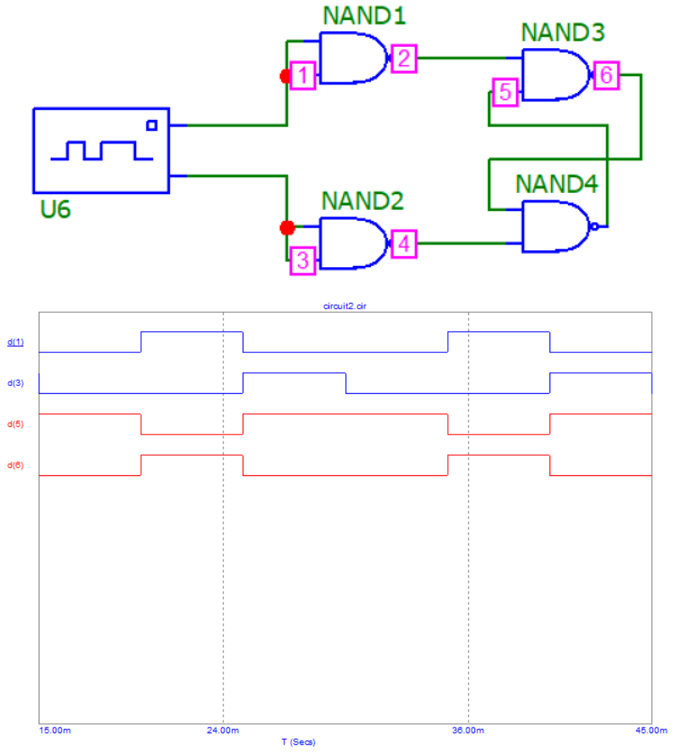 NAND1
NAND3
1
2
5
6
U6
NAND2
NAND4
3
4
circuit2.cir
d(1)
d(3)
d(5)
d(6)
15.00m 24.00m 36.00m 45.00m
T (Secs)